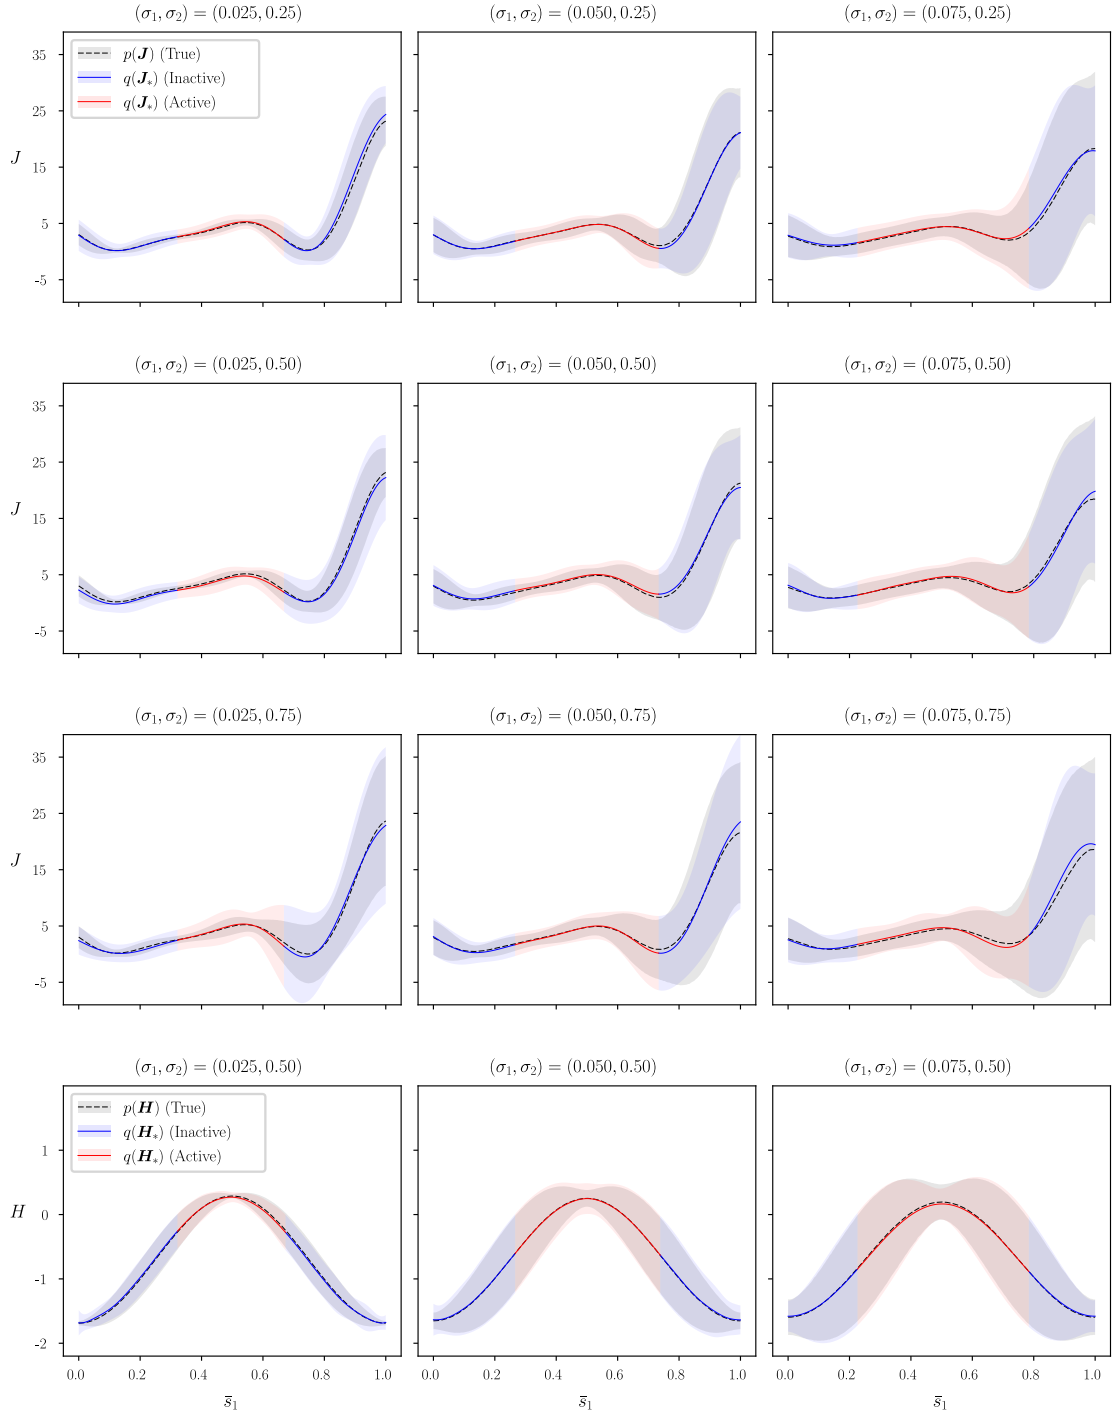 (σ₁, σ₂) = (0.025, 0.25)
(σ₁, σ₂) = (0.050, 0.25)
(σ₁, σ₂) = (0.075, 0.25)
p(J) (True)
q(J∗) (Inactive)
q(J∗) (Active)
J
35
25
15
5
-5
(σ₁, σ₂) = (0.025, 0.50)
(σ₁, σ₂) = (0.050, 0.50)
(σ₁, σ₂) = (0.075, 0.50)
J
35
25
15
5
-5
(σ₁, σ₂) = (0.025, 0.75)
(σ₁, σ₂) = (0.050, 0.75)
(σ₁, σ₂) = (0.075, 0.75)
J
35
25
15
5
-5
(σ₁, σ₂) = (0.025, 0.50)
(σ₁, σ₂) = (0.050, 0.50)
(σ₁, σ₂) = (0.075, 0.50)
p(H) (True)
q(H∗) (Inactive)
q(H∗) (Active)
H
1
0
-1
-2
0.0 0.2 0.4 0.6 0.8 1.0
0.0 0.2 0.4 0.6 0.8 1.0
0.0 0.2 0.4 0.6 0.8 1.0
s̄₁
s̄₁
s̄₁